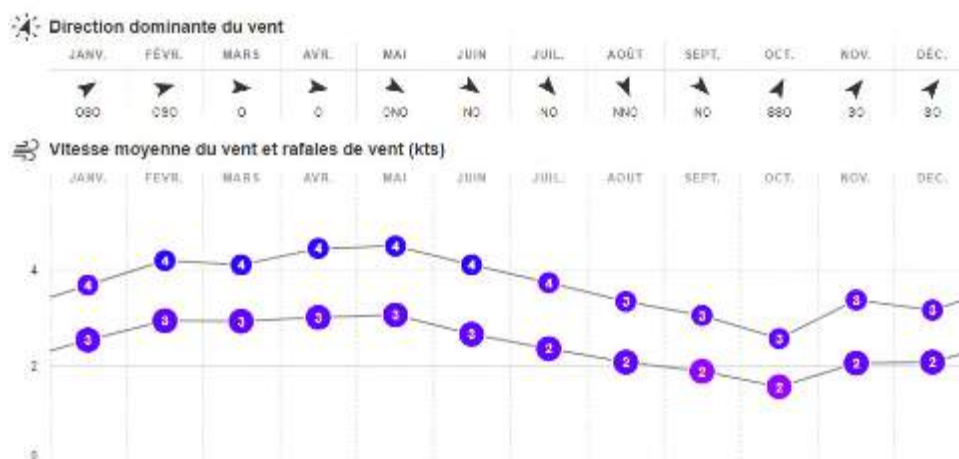 Direction dominante du vent
JANV. FÉVR. MARS AVR. MAI JUIN JUIL. AOÛT SEPT. OCT. NOV. DÉC.
OSO OSO O O ONO NO NO NNO NO SSO SO SO
Vitesse moyenne du vent et rafales de vent (kts)
JANV. FÉVR. MARS AVR. MAI JUIN JUIL. AOÛT SEPT. OCT. NOV. DÉC.
4 4 4 4 4 4 4 3 3 3 3 3
4
3 3 3 3 3 3 2 2 2 2 2 2
2
0